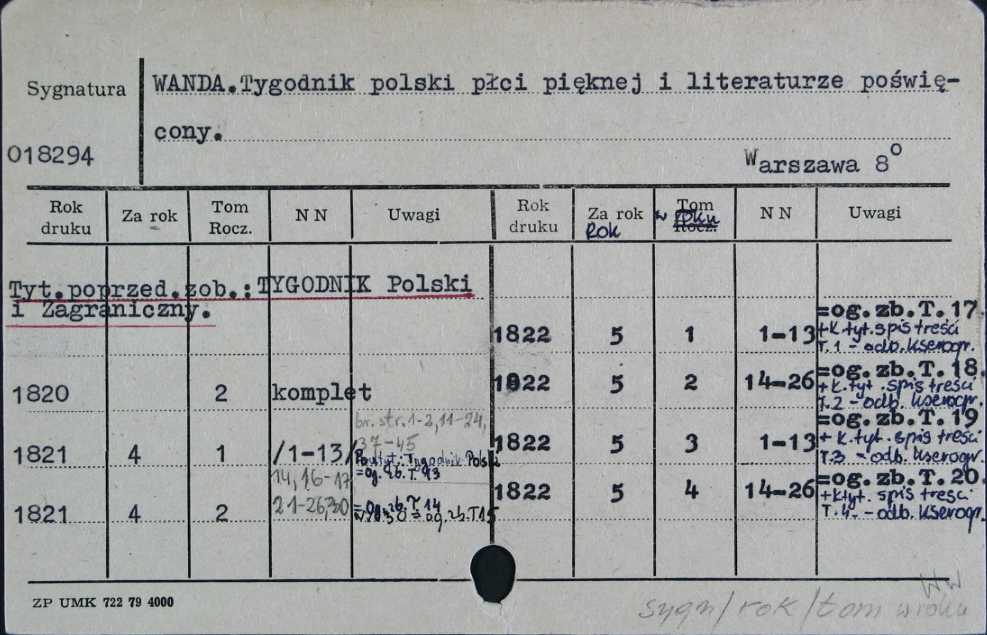 WANDA.Tygodnik polski płci pięknej i literaturze poświę-
Sygnatura
cony.
018294
Warszawa 8°
Rok druku Za rok Tom Rocz. N N Uwagi Rok druku Za rok Rok Tom w roku Rocz. N N Uwagi
Tyt.poprzed.zob.:TYGODNIK Polski
i Zagraniczny.
1822 5 1 1-13 =og.zb.T.17.
+K.tyt.spis treści
T.1 - odb. kserogr.
1820 2 komplet
1822 5 2 14-26 =og.zb.T.18.
+k.tyt. spis treści
T.2 - odb. kserogr.
br. str. 1-2, 11-24,
37-45
1821 4 1 /1-13/ Tygodnik Polski
=og. zb. T. 13
1822 5 3 1-13 =og.zb.T.19
+ k.tyt. spis treści
T.3 - odb. kserogr.
14, 16-17
21-26,30
1821 4 2 =og.zb.T 14
=og.zb.T15
1822 5 4 14-26 =og.zb.T.20.
+ktyt. spis treści
T.4. - odb. kserogr.
ZP UMK 722 79 4000
sygn/rok/tom w roku
W w